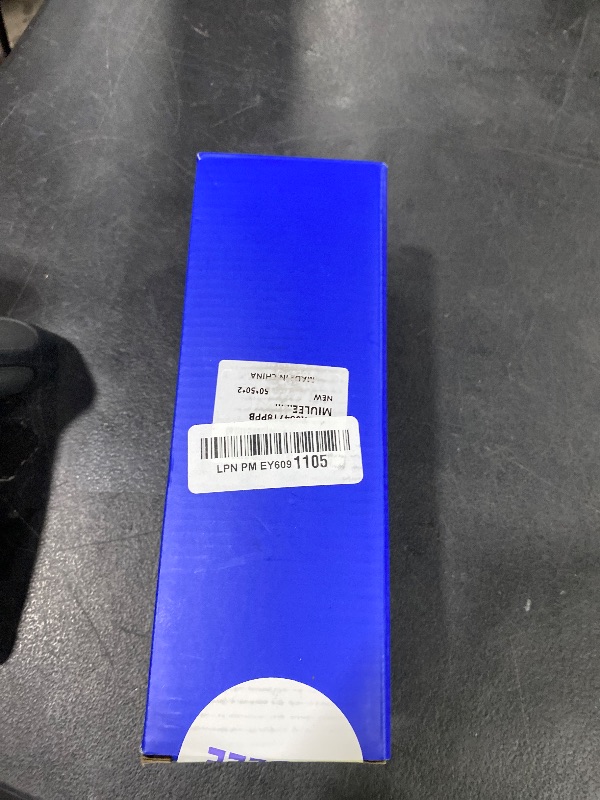 LPN PM EY609 1105
MIULEE
NEW
50*50*2
MADE IN CHINA